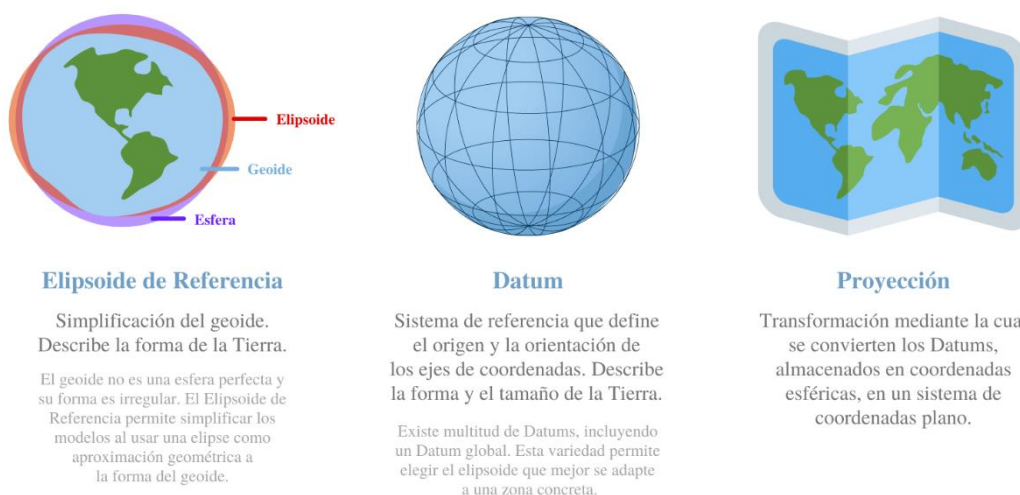 Elipsoide
Geoide
Esfera
Elipsoide de Referencia
Simplificación del geoide.
Describe la forma de la Tierra.
El geoide no es una esfera perfecta y
su forma es irregular. El Elipsoide de
Referencia permite simplificar los
modelos al usar una elipse como
aproximación geométrica a
la forma del geoide.
Datum
Sistema de referencia que define
el origen y la orientación de
los ejes de coordenadas. Describe
la forma y el tamaño de la Tierra.
Existe multitud de Datums, incluyendo
un Datum global. Esta variedad permite
elegir el elipsoide que mejor se adapte
a una zona concreta.
Proyección
Transformación mediante la cua
se convierten los Datums,
almacenados en coordenadas
esféricas, en un sistema de
coordenadas plano.